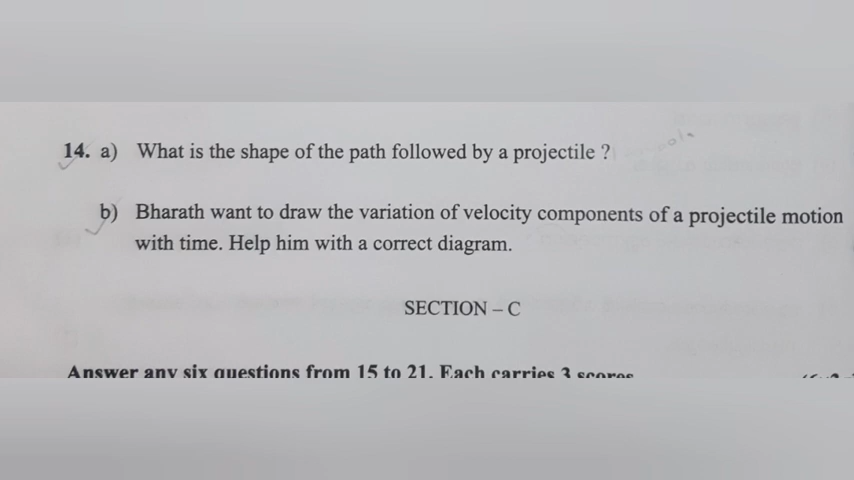 14. a) What is the shape of the path followed by a projectile ?
b) Bharath want to draw the variation of velocity components of a projectile motion
with time. Help him with a correct diagram.
SECTION – C
Answer any six questions from 15 to 21. Each carries 3 scores